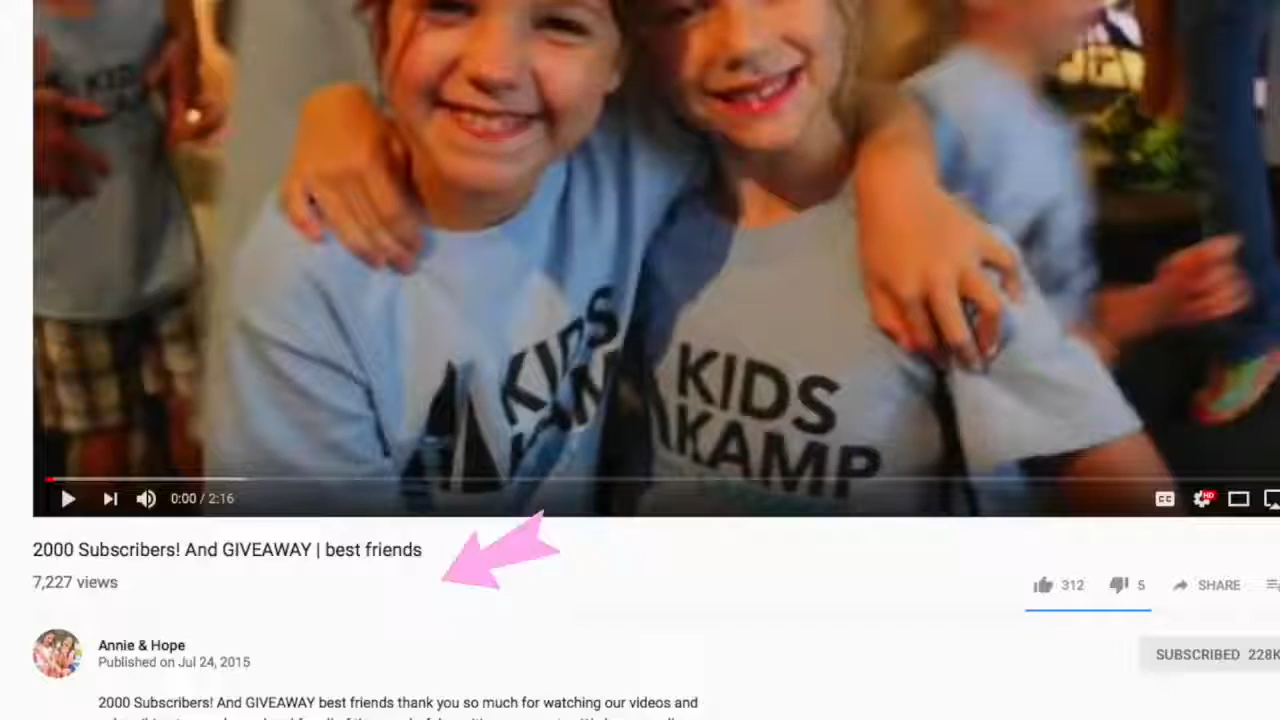 KIDS
KAMP
KIDS
KAMP
0:00 / 2:16
CC
HD
2000 Subscribers! And GIVEAWAY | best friends
7,227 views
312
5
SHARE
Annie & Hope
Published on Jul 24, 2015
SUBSCRIBED 228K
2000 Subscribers! And GIVEAWAY best friends thank you so much for watching our videos and